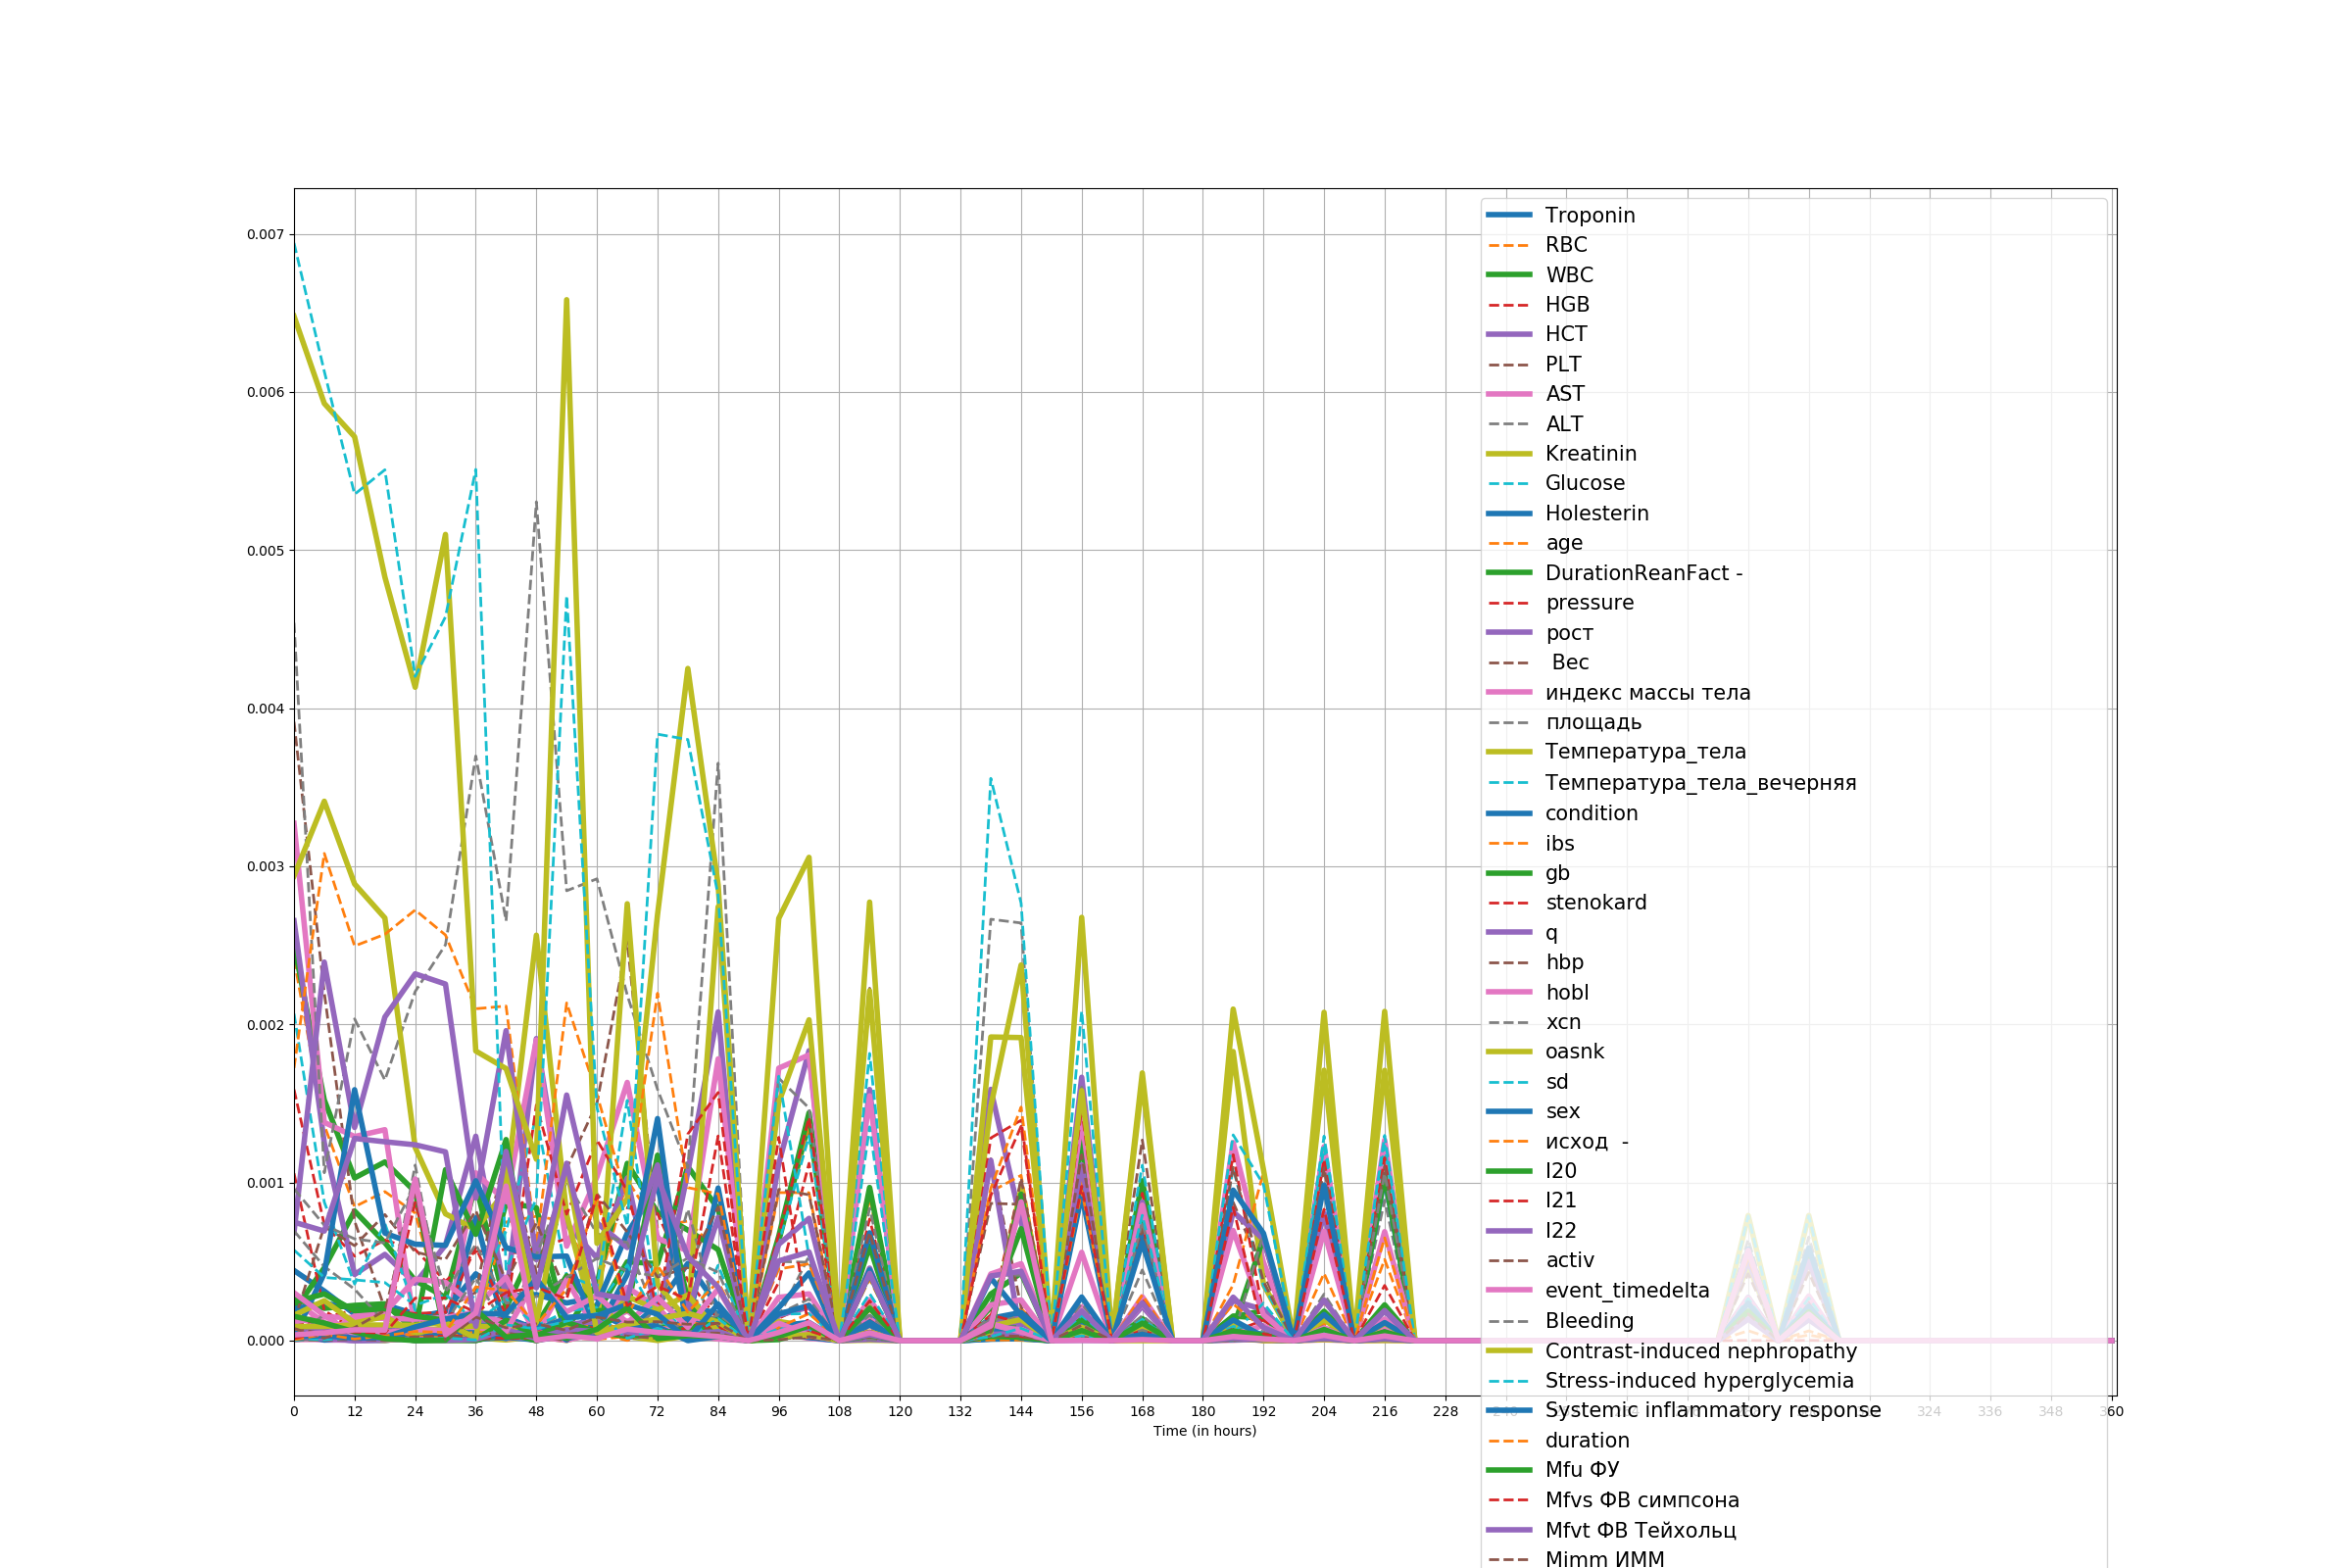 0.007
0.006
0.005
0.004
0.003
0.002
0.001
0.000
0 12 24 36 48 60 72 84 96 108 120 132 144 156 168 180 192 204 216 228 324 336 348 360
Time (in hours)
Troponin
RBC
WBC
HGB
HCT
PLT
AST
ALT
Kreatinin
Glucose
Holesterin
age
DurationReanFact -
pressure
рост
Вес
индекс массы тела
площадь
Температура_тела
Температура_тела_вечерняя
condition
ibs
gb
stenokard
q
hbp
hobl
xcn
oasnk
sd
sex
исход -
I20
I21
I22
activ
event_timedelta
Bleeding
Contrast-induced nephropathy
Stress-induced hyperglycemia
Systemic inflammatory response
duration
Mfu ФУ
Mfvs ФВ симпсона
Mfvt ФВ Тейхольц
Mimm ИММ